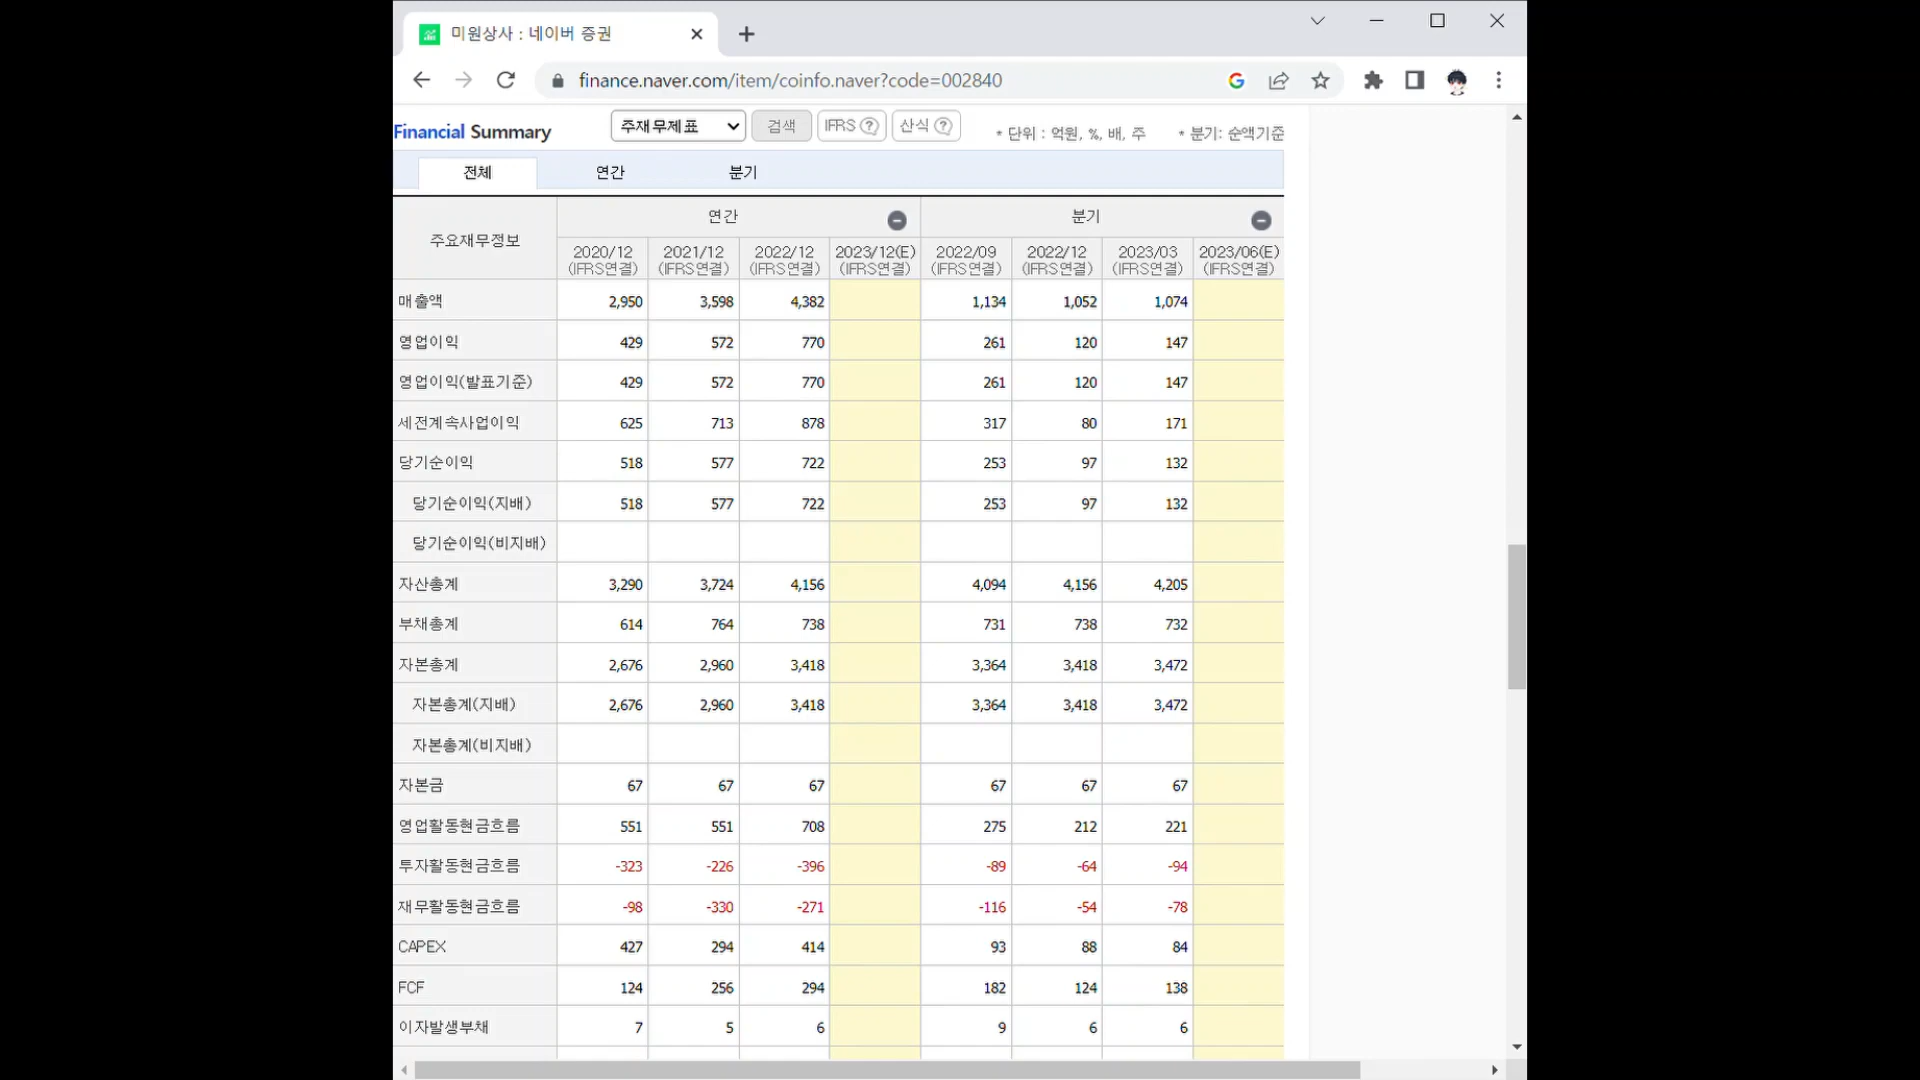 미원상사 : 네이버 증권
finance.naver.com/item/coinfo.naver?code=002840
Financial Summary 주재무제표 검색 IFRS ? 산식 ? * 단위 : 억원, %, 배, 주 * 분기: 순액기준
전체 연간 분기
주요재무정보 연간 분기
2020/12 2021/12 2022/12 2023/12(E) 2022/09 2022/12 2023/03 2023/06(E)
(IFRS연결) (IFRS연결) (IFRS연결) (IFRS연결) (IFRS연결) (IFRS연결) (IFRS연결) (IFRS연결)
매출액 2,950 3,598 4,382 1,134 1,052 1,074
영업이익 429 572 770 261 120 147
영업이익(발표기준) 429 572 770 261 120 147
세전계속사업이익 625 713 878 317 80 171
당기순이익 518 577 722 253 97 132
당기순이익(지배) 518 577 722 253 97 132
당기순이익(비지배)
자산총계 3,290 3,724 4,156 4,094 4,156 4,205
부채총계 614 764 738 731 738 732
자본총계 2,676 2,960 3,418 3,364 3,418 3,472
자본총계(지배) 2,676 2,960 3,418 3,364 3,418 3,472
자본총계(비지배)
자본금 67 67 67 67 67 67
영업활동현금흐름 551 551 708 275 212 221
투자활동현금흐름 -323 -226 -396 -89 -64 -94
재무활동현금흐름 -98 -330 -271 -116 -54 -78
CAPEX 427 294 414 93 88 84
FCF 124 256 294 182 124 138
이자발생부채 7 5 6 9 6 6